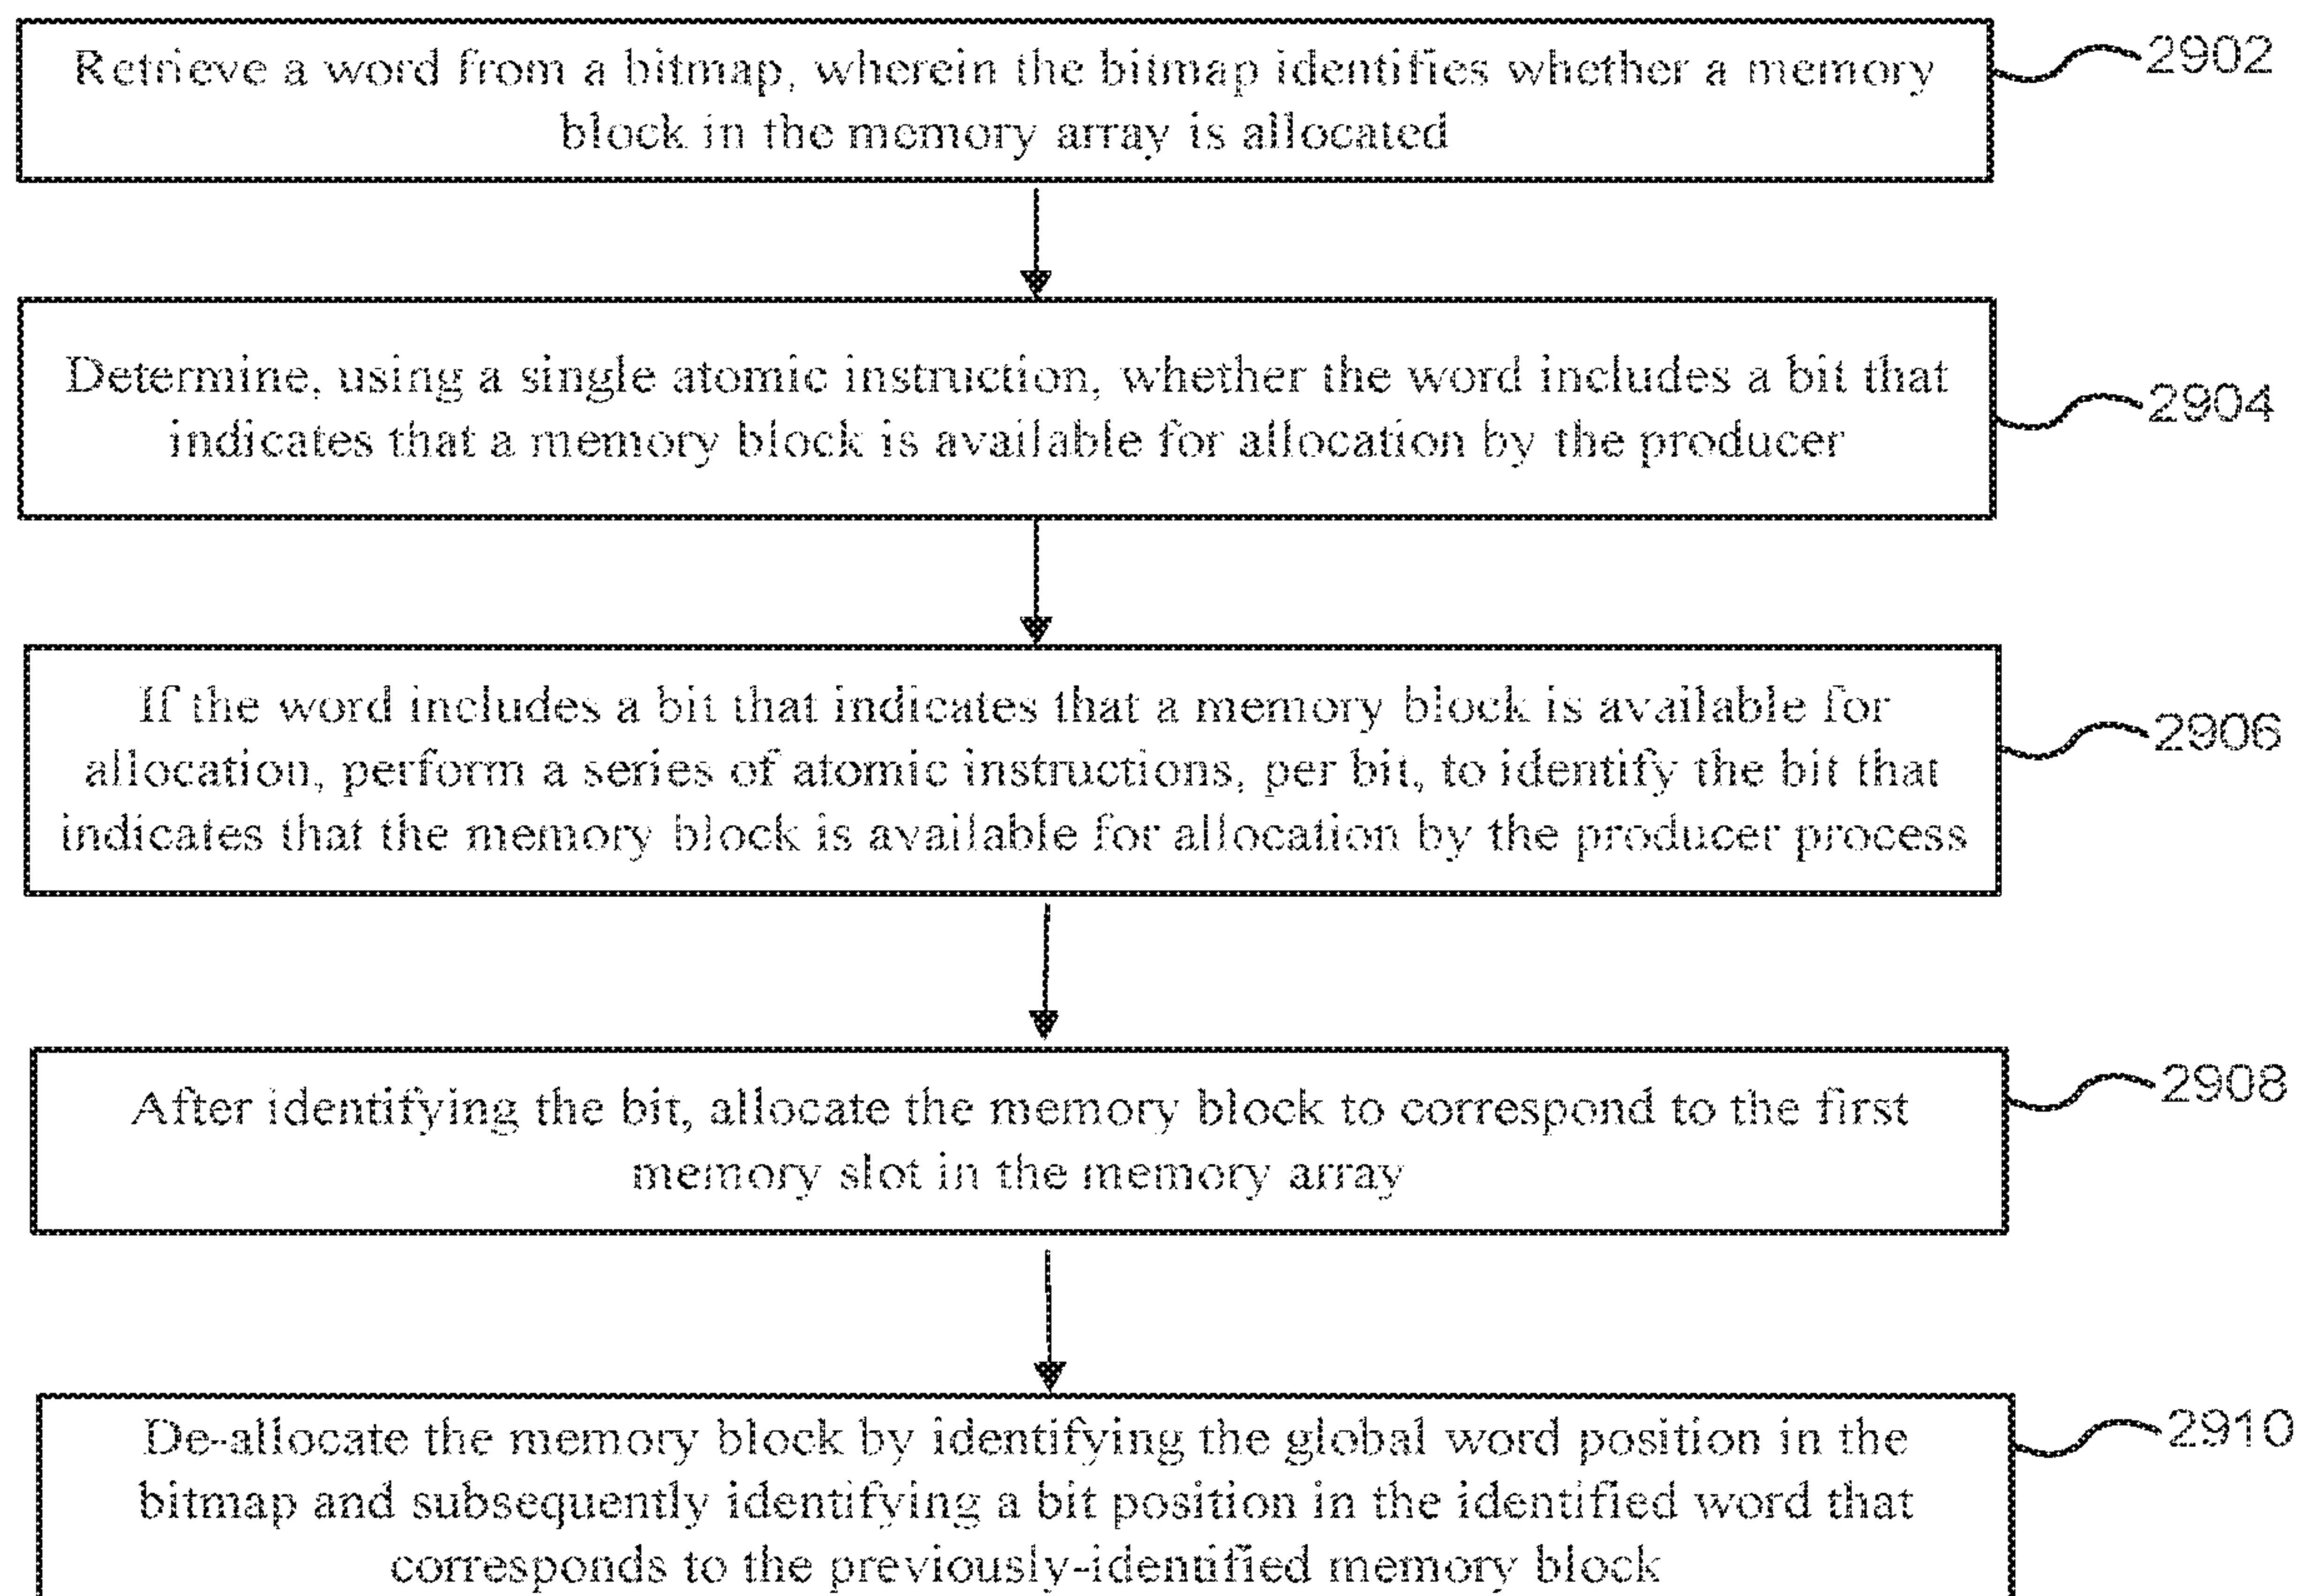 Retrieve a word from a bitmap, wherein the bitmap identifies whether a memory
block in the memory array is allocated
2902
Determine, using a single atomic instruction, whether the word includes a bit that
indicates that a memory block is available for allocation by the producer
2904
If the word includes a bit that indicates that a memory block is available for
allocation, perform a series of atomic instructions, per bit, to identify the bit that
indicates that the memory block is available for allocation by the producer process
2906
After identifying the bit, allocate the memory block to correspond to the first
memory slot in the memory array
2908
De-allocate the memory block by identifying the global word position in the
bitmap and subsequently identifying a bit position in the identified word that
corresponds to the previously-identified memory block
2910